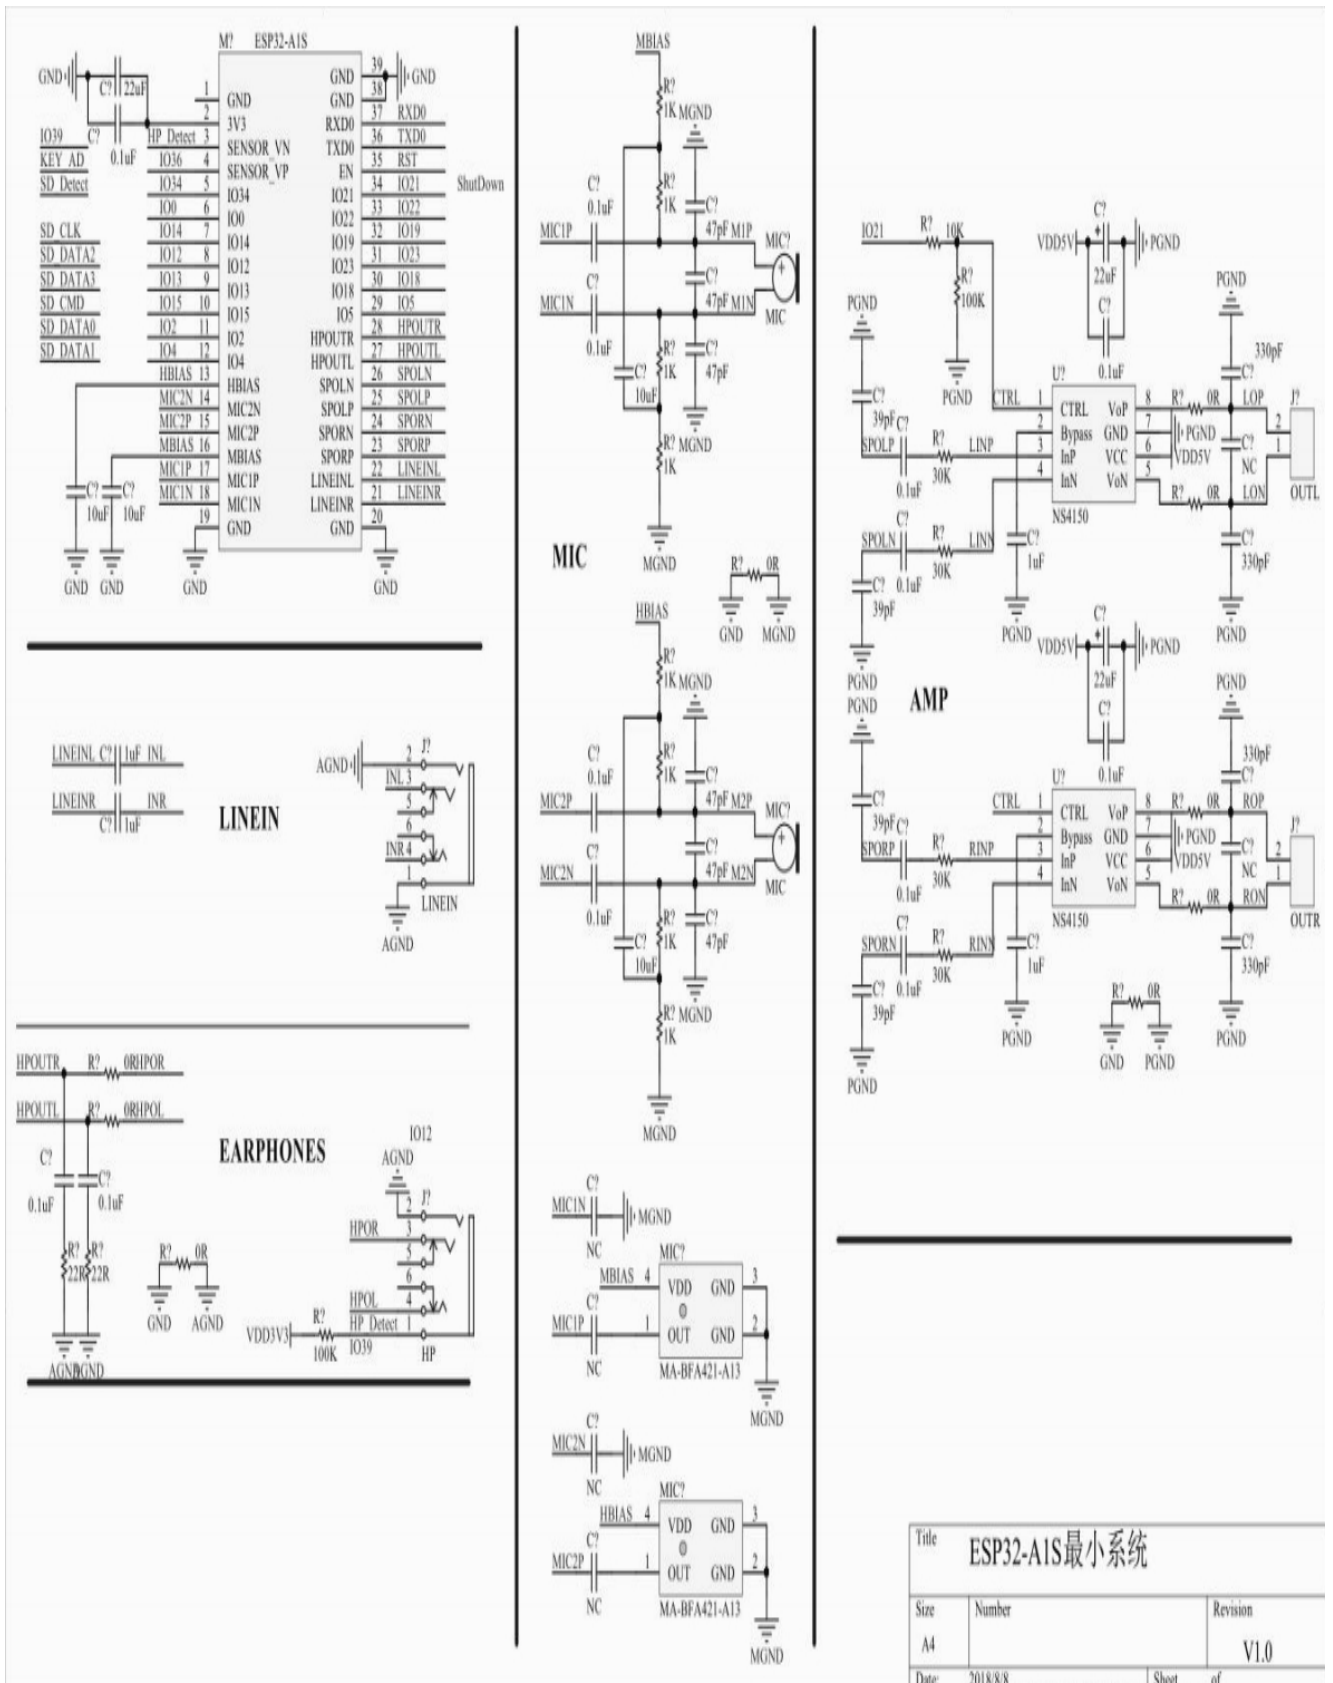 M? ESP32-A1S
GND
C? 22uF
C? 0.1uF
IO39
KEY_AD
SD_Detect
SD_CLK
SD_DATA2
SD_DATA3
SD_CMD
SD_DATA0
SD_DATA1
1 GND
2 3V3
HP_Detect 3 SENSOR_VN
IO36 4 SENSOR_VP
IO34 5 IO34
IO0 6 IO0
IO14 7 IO14
IO12 8 IO12
IO13 9 IO13
IO15 10 IO15
IO2 11 IO2
IO4 12 IO4
HBIAS 13 HBIAS
MIC2N 14 MIC2N
MIC2P 15 MIC2P
MBIAS 16 MBIAS
MIC1P 17 MIC1P
MIC1N 18 MIC1N
19 GND
GND 39 GND
GND 38
RXD0 37 RXD0
TXD0 36 TXD0
EN 35 RST
IO21 34 IO21 ShutDown
IO22 33 IO22
IO19 32 IO19
IO23 31 IO23
IO18 30 IO18
IO5 29 IO5
HPOUTR 28 HPOUTR
HPOUTL 27 HPOUTL
SPOLN 26 SPOLN
SPOLP 25 SPOLP
SPORN 24 SPORN
SPORP 23 SPORP
LINEINL 22 LINEINL
LINEINR 21 LINEINR
GND 20
C? C?
10uF 10uF
GND GND GND GND
LINEINL C? 1uF INL
LINEINR INR
C? 1uF
LINEIN
AGND 2 J?
INL 3
5
6
INR 4
1
LINEIN
AGND
HPOUTR R? 0R HPOR
HPOUTL R? 0R HPOL
EARPHONES
C?
0.1uF
C?
0.1uF
R? R?
22R 22R
AGND AGND
R? 0R
GND AGND
IO12
AGND
2 J?
HPOR 3
5
6
HPOL 4
HP_Detect 1
VDD3V3 R? IO39 HP
100K
MBIAS
R?
1K MGND
R?
1K
C?
0.1uF
C?
47pF M1P
MIC1P
MIC?
C?
47pF M1N
MIC1N
MIC
C?
0.1uF
R?
1K
C?
47pF
C?
10uF
MGND
R?
1K
MGND
MIC
R? 0R
GND MGND
HBIAS
R?
1K MGND
R?
1K
C?
0.1uF
C?
47pF M2P
MIC2P
MIC?
C?
47pF M2N
MIC2N
MIC
C?
0.1uF
R?
1K
C?
47pF
C?
10uF
R? MGND
1K
MGND
C?
MIC1N MGND
NC
MIC?
MBIAS 4 VDD GND 3
C?
MIC1P 1 OUT GND 2
NC
MA-BFA421-A13
MGND
C?
MIC2N MGND
NC
MIC?
HBIAS 4 VDD GND 3
C?
MIC2P 1 OUT GND 2
NC
MA-BFA421-A13
MGND
IO21 R? 10K
R?
100K
PGND
C?
VDD5V PGND
22uF
C?
0.1uF
PGND
C?
39pF
SPOLP C? R? LINP
0.1uF 30K
SPOLN C? R? LINN
0.1uF 30K
C?
39pF
PGND
U?
CTRL 1 CTRL VoP 8
2 Bypass GND 7 PGND
3 InP VCC 6 VDD5V
4 InN VoN 5
NS4150
C?
1uF
PGND
R? 0R LOP
R? 0R LON
PGND
330pF
C?
C?
NC
C?
330pF
PGND
J?
2
1
OUTL
AMP
C?
VDD5V PGND
22uF
C?
0.1uF
PGND
C?
39pF
SPORP C? R? RINP
0.1uF 30K
SPORN C? R? RINN
0.1uF 30K
C?
39pF
PGND
U?
CTRL 1 CTRL VoP 8
2 Bypass GND 7 PGND
3 InP VCC 6 VDD5V
4 InN VoN 5
NS4150
C?
1uF
PGND
R? 0R ROP
R? 0R RON
PGND
330pF
C?
C?
NC
C?
330pF
PGND
J?
2
1
OUTR
R? 0R
GND PGND
Title
ESP32-A1S最小系统
Size Number Revision
A4 V1.0
Date: 2018/8/8 Sheet of